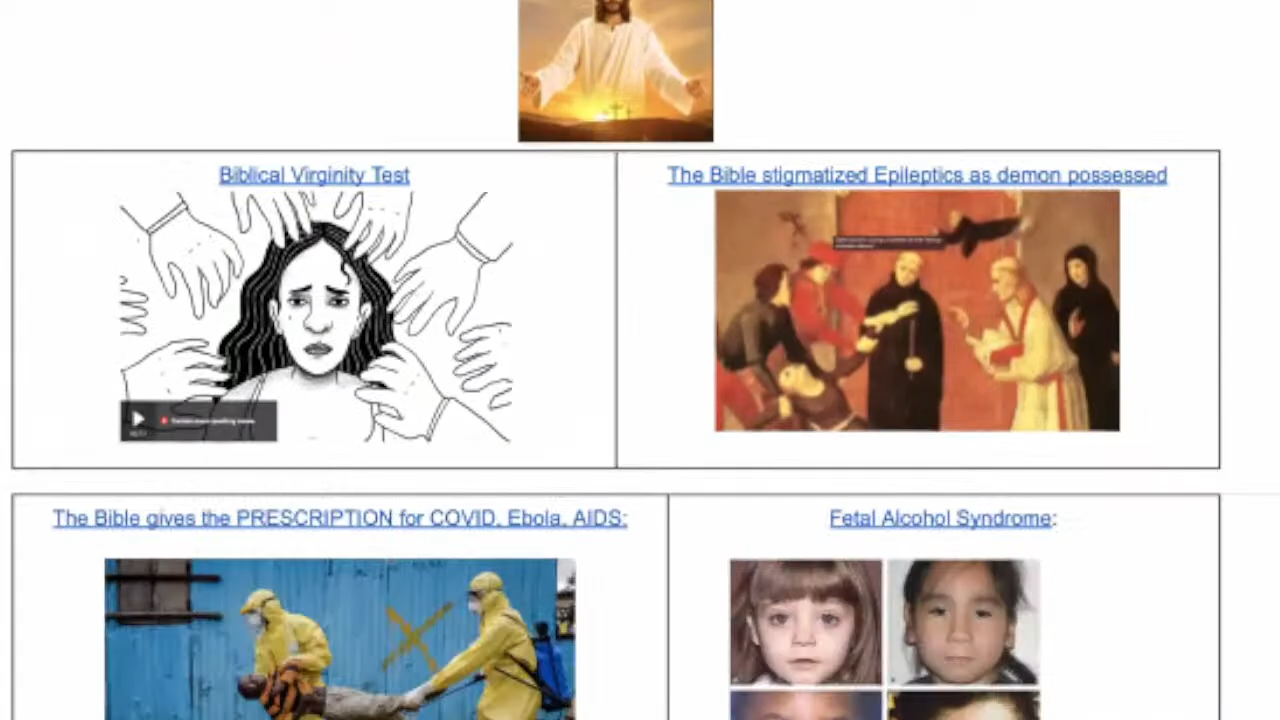 Biblical Virginity Test
The Bible stigmatized Epileptics as demon possessed
The Bible gives the PRESCRIPTION for COVID, Ebola, AIDS:
Fetal Alcohol Syndrome: